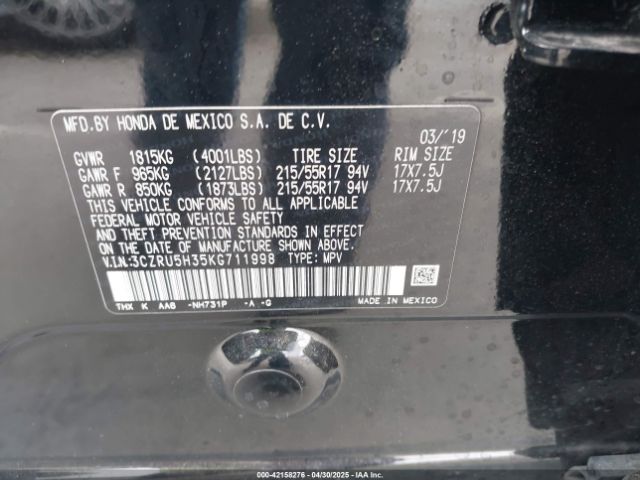 MFD.BY HONDA DE MEXICO S.A. DE C.V.
03/'19
GVWR 1815KG (4001LBS) TIRE SIZE RIM SIZE
GAWR F 965KG (2127LBS) 215/55R17 94V 17X7.5J
GAWR R 850KG (1873LBS) 215/55R17 94V 17X7.5J
THIS VEHICLE CONFORMS TO ALL APPLICABLE
FEDERAL MOTOR VEHICLE SAFETY
AND THEFT PREVENTION STANDARDS IN EFFECT
ON THE DATE OF MANUFACTURE SHOWN ABOVE.
V.I.N:3CZRU5H35KG711998 TYPE: MPV
THX K AA6 -NH731P -A -G MADE IN MEXICO
000-42158276 - 04/30/2025 - IAA Inc.